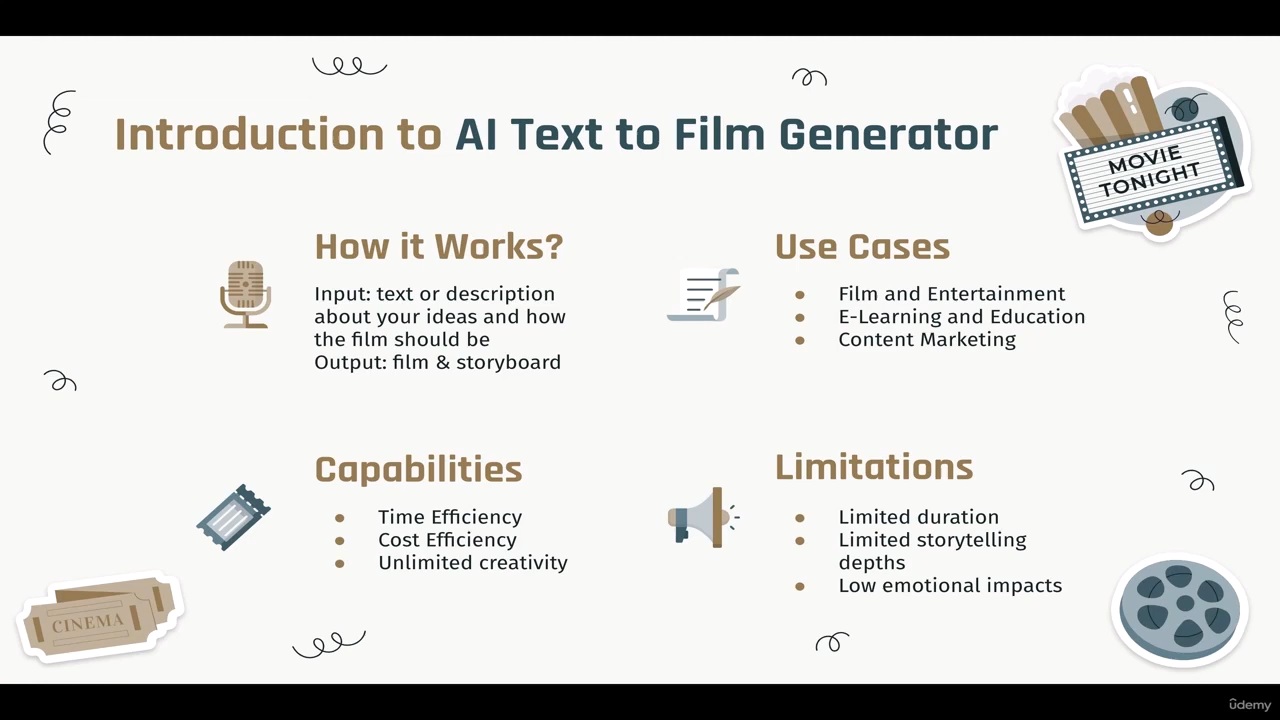 Introduction to AI Text to Film Generator
MOVIE
TONIGHT
How it Works?
Input: text or description
about your ideas and how
the film should be
Output: film & storyboard
Use Cases
Film and Entertainment
E-Learning and Education
Content Marketing
Capabilities
Time Efficiency
Cost Efficiency
Unlimited creativity
Limitations
Limited duration
Limited storytelling
depths
Low emotional impacts
CINEMA
ûdemy